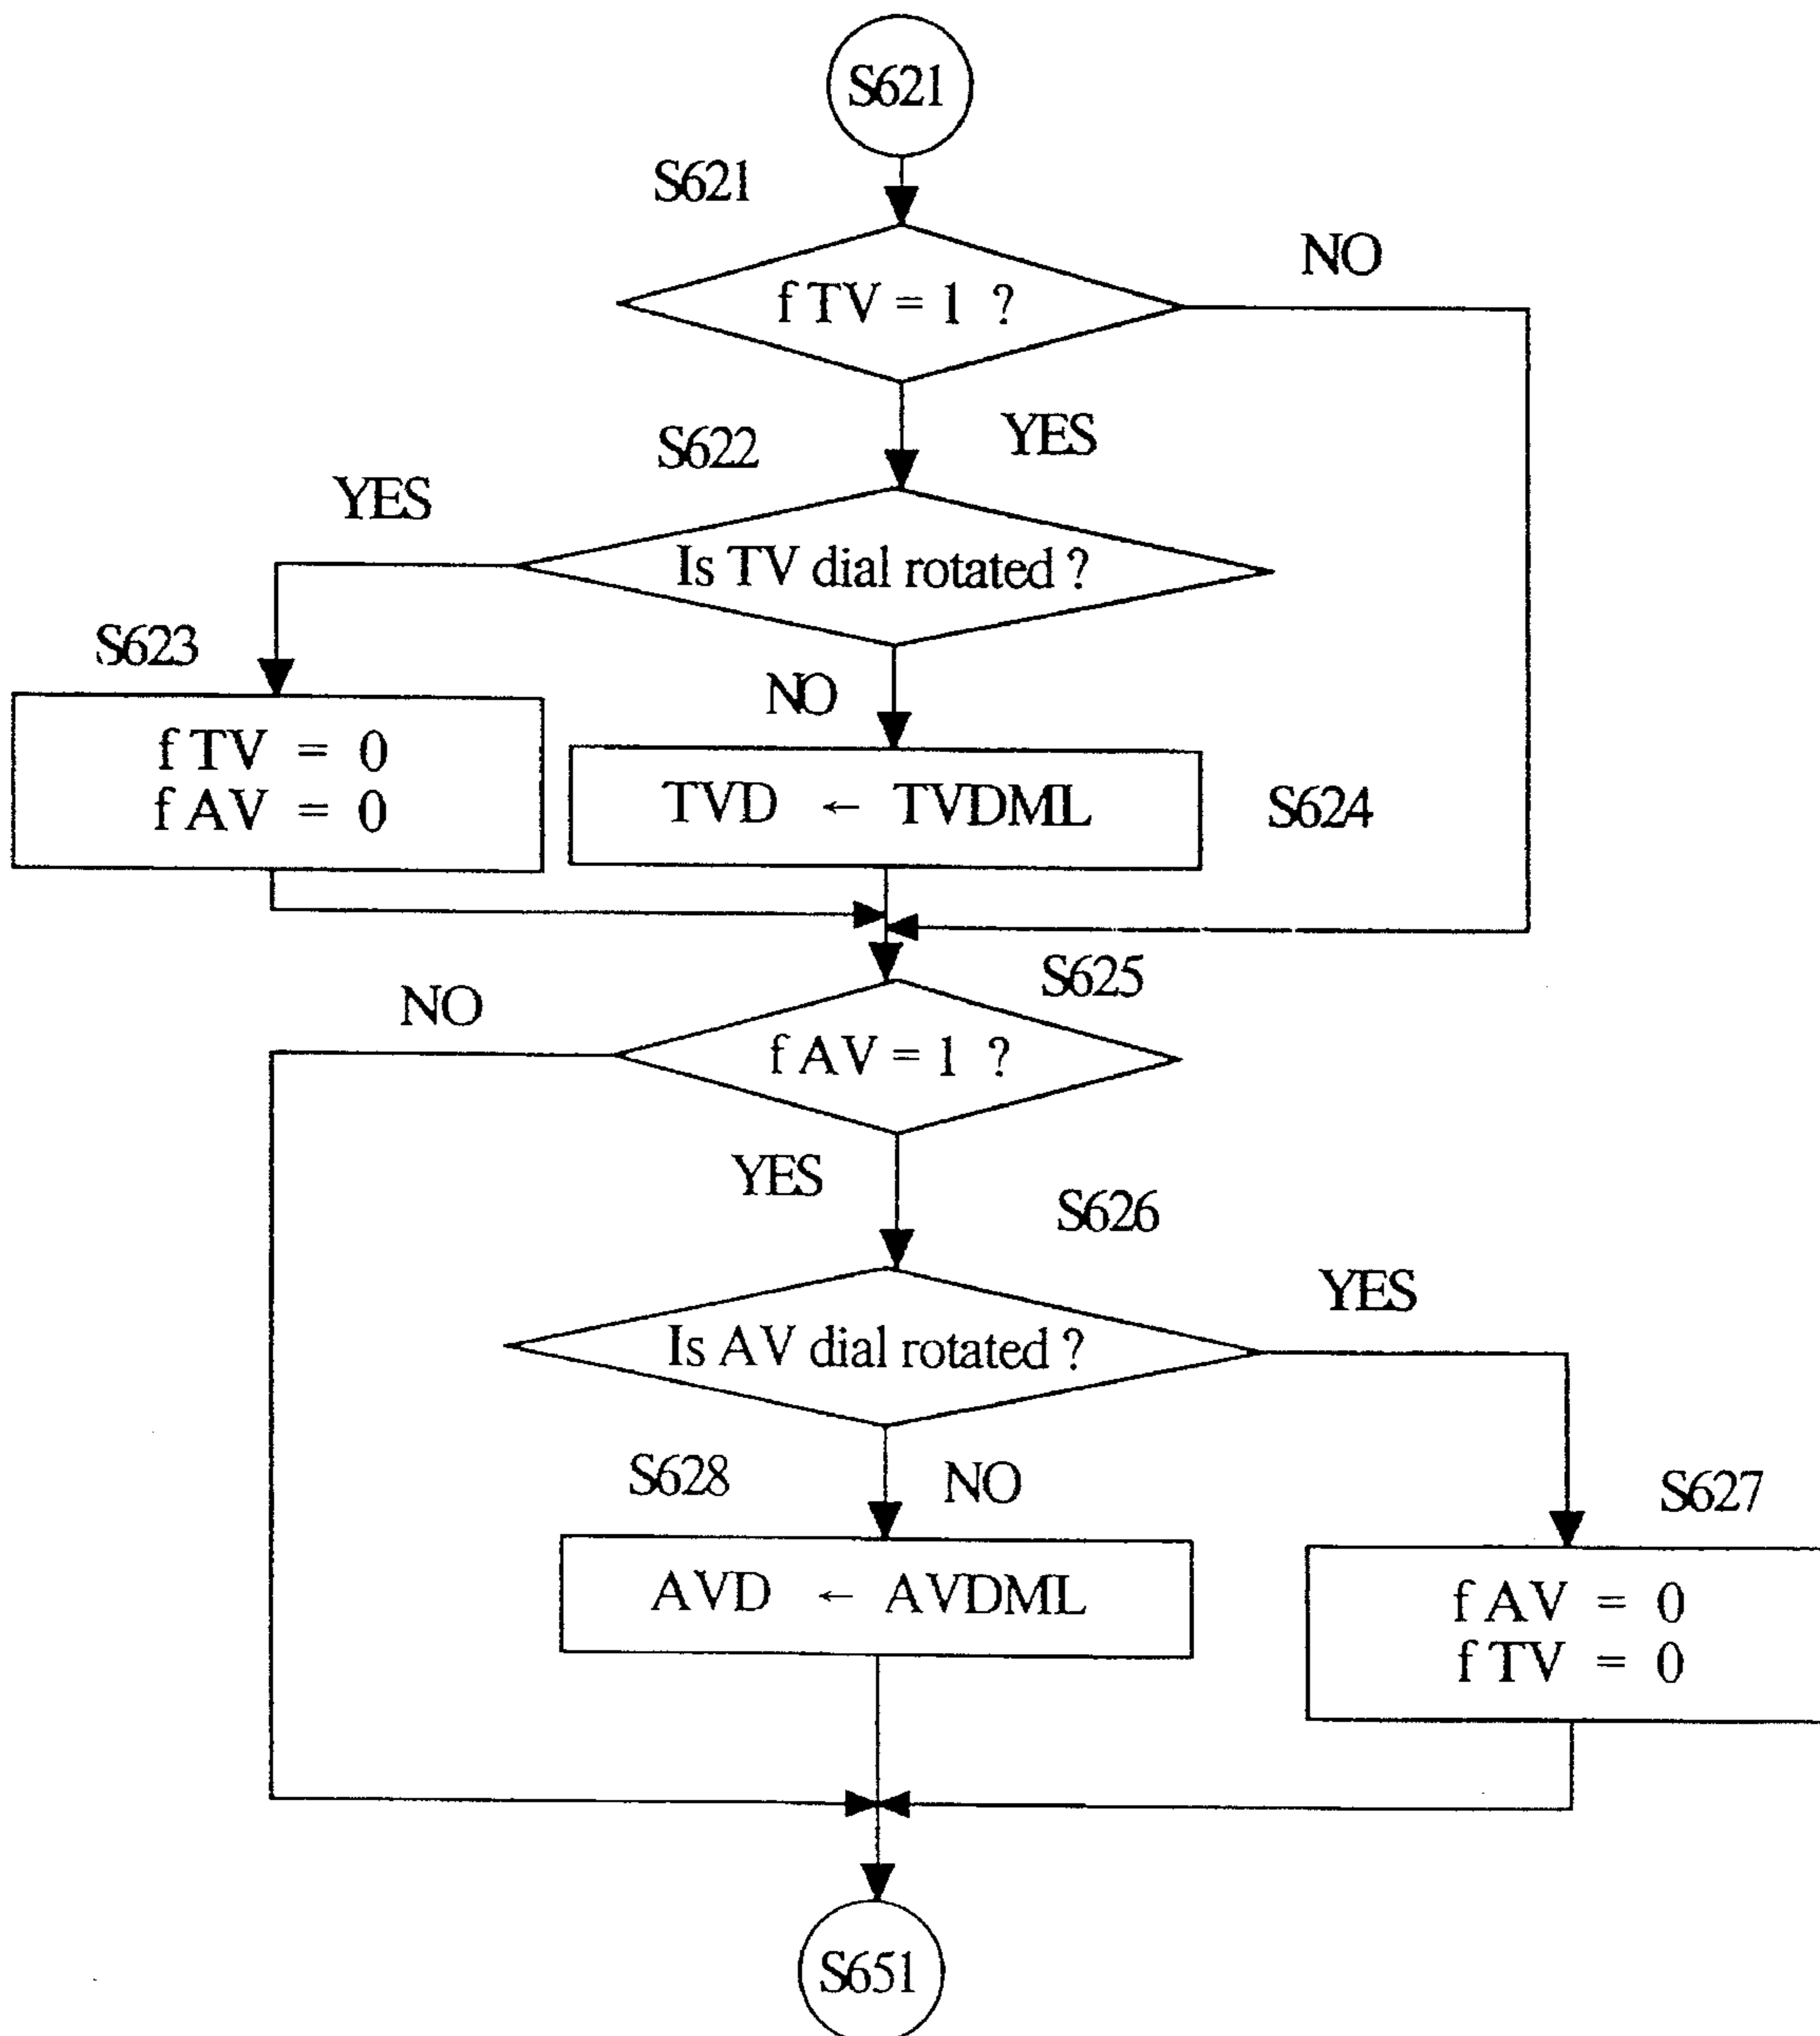 S621
S621
NO
f TV = 1 ?
YES
S622
YES
Is TV dial rotated ?
S623
NO
f TV = 0
f AV = 0
TVD ← TVDML
S624
S625
NO
f AV = 1 ?
YES
S626
YES
Is AV dial rotated ?
S628
NO
S627
AVD ← AVDML
f AV = 0
f TV = 0
S651